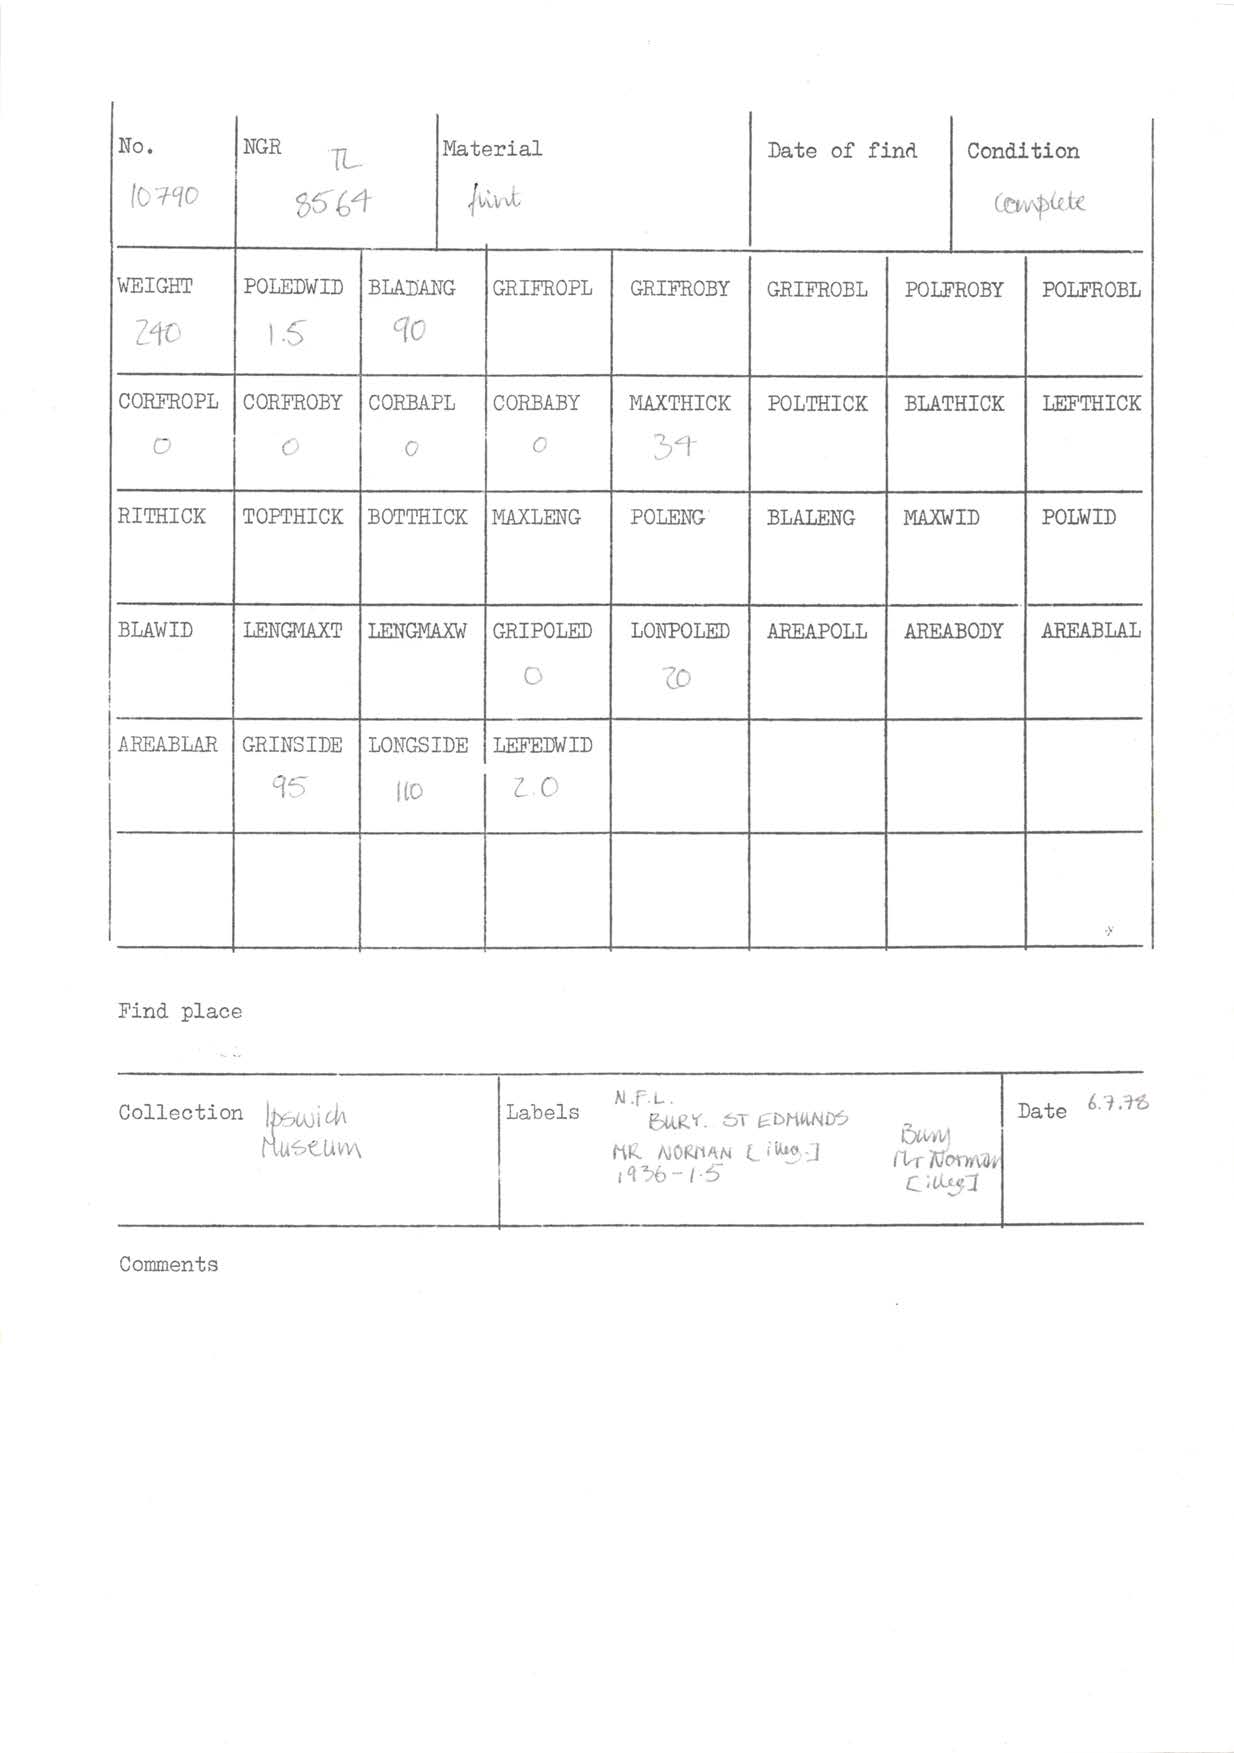 No. NGR Material Date of find Condition
TL
10790 8564 flint complete
WEIGHT POLEDWID BLADANG GRIFROPL GRIFROBY GRIFROBL POLFROBY POLFROBL
240 1.5 90
CORFROPL CORFROBY CORBAPL CORBABY MAXTHICK POLTHICK BLATHICK LEFTHICK
0 0 0 0 34
RITHICK TOPTHICK BOTTHICK MAXLENG POLENG BLALENG MAXWID POLWID
BLAWID LENGMAXT LENGMAXW GRIPOLED LONPOLED AREAPOLL AREABODY AREABLAL
0 20
AREABLAR GRINSIDE LONGSIDE LEFEDWID
95 110 2.0
Find place
Collection Ipswich
Museum
Labels N.F.L.
BURY. ST EDMUNDS
MR NORMAN [illeg.]
1936-1.5
Bury
Mr Norman
[illeg]
Date 6.7.78
Comments